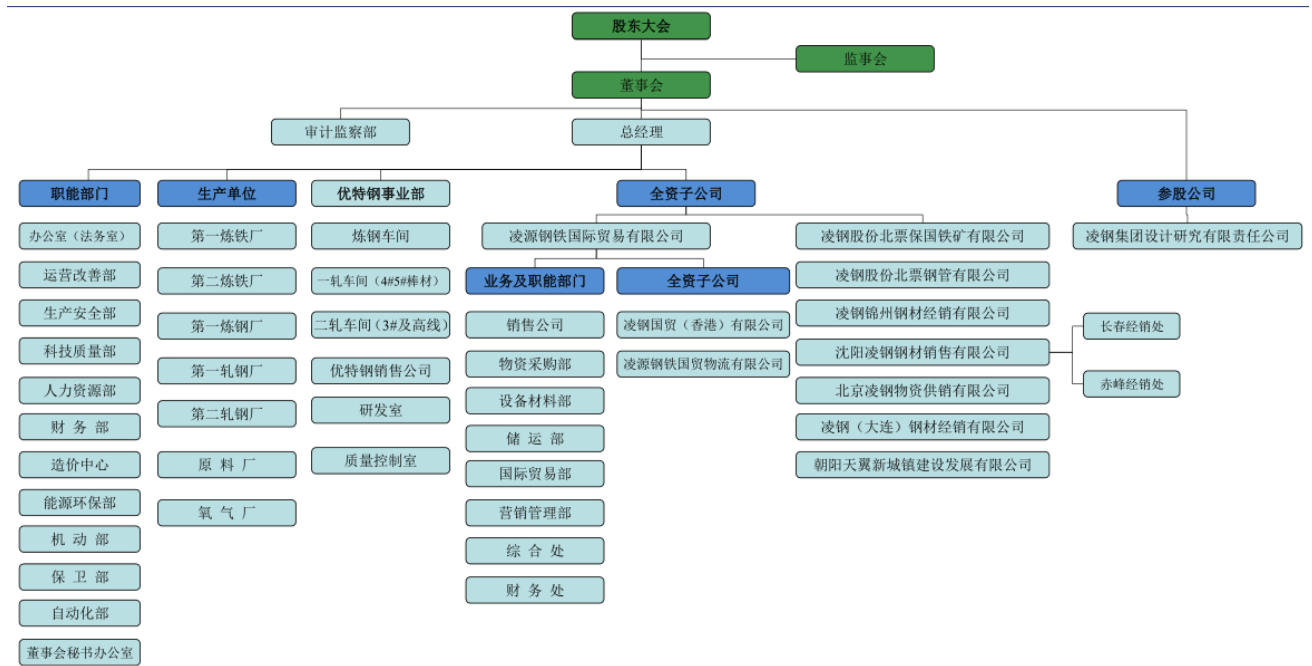 股东大会
监事会
董事会
审计监察部
总经理
职能部门
生产单位
优特钢事业部
全资子公司
参股公司
办公室（法务室）
运营改善部
生产安全部
科技质量部
人力资源部
财 务 部
造价中心
能源环保部
机 动 部
保 卫 部
自动化部
董事会秘书办公室
第一炼铁厂
第二炼铁厂
第一炼钢厂
第一轧钢厂
第二轧钢厂
原 料 厂
氧 气 厂
炼钢车间
一轧车间（4#5#棒材）
二轧车间（3#及高线）
优特钢销售公司
研发室
质量控制室
凌源钢铁国际贸易有限公司
业务及职能部门
销售公司
物资采购部
设备材料部
储 运 部
国际贸易部
营销管理部
综 合 处
财 务 处
全资子公司
凌钢国贸（香港）有限公司
凌源钢铁国贸物流有限公司
凌钢股份北票保国铁矿有限公司
凌钢股份北票钢管有限公司
凌钢锦州钢材经销有限公司
沈阳凌钢钢材销售有限公司
北京凌钢物资供销有限公司
凌钢（大连）钢材经销有限公司
朝阳天翼新城镇建设发展有限公司
长春经销处
赤峰经销处
凌钢集团设计研究有限责任公司